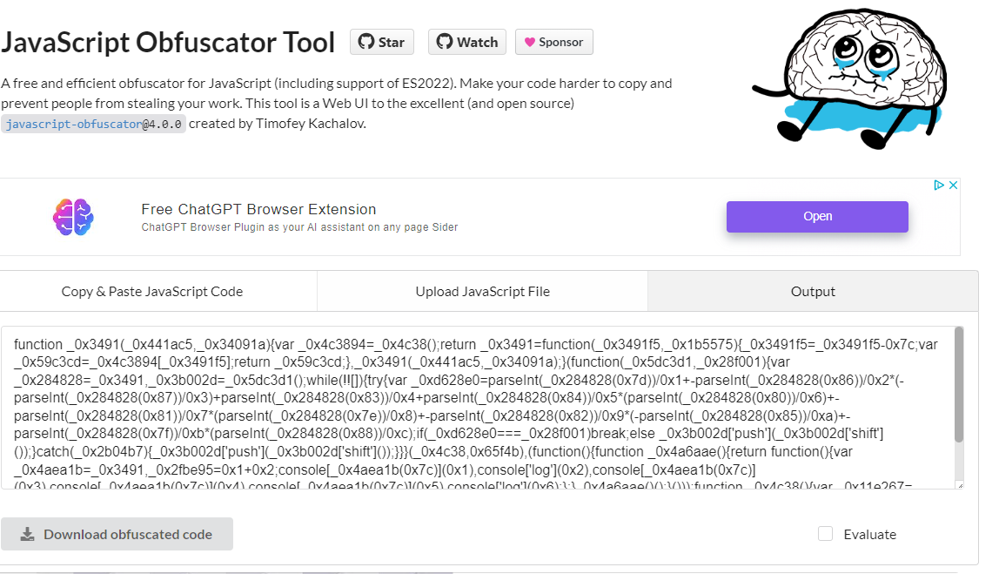 JavaScript Obfuscator Tool
Star
Watch
Sponsor
A free and efficient obfuscator for JavaScript (including support of ES2022). Make your code harder to copy and
prevent people from stealing your work. This tool is a Web UI to the excellent (and open source)
javascript-obfuscator@4.0.0 created by Timofey Kachalov.
Free ChatGPT Browser Extension
ChatGPT Browser Plugin as your AI assistant on any page Sider
Open
Copy & Paste JavaScript Code
Upload JavaScript File
Output
function _0x3491(_0x441ac5,_0x34091a){var _0x4c3894=_0x4c38();return _0x3491=function(_0x3491f5,_0x1b5575){_0x3491f5=_0x3491f5-0x7c;var
_0x59c3cd=_0x4c3894[_0x3491f5];return _0x59c3cd;},_0x3491(_0x441ac5,_0x34091a);}(function(_0x5dc3d1,_0x28f001){var
_0x284828=_0x3491,_0x3b002d=_0x5dc3d1();while(!![]){try{var _0xd628e0=parseInt(_0x284828(0x7d))/0x1+-parseInt(_0x284828(0x86))/0x2*(-
parseInt(_0x284828(0x87))/0x3)+parseInt(_0x284828(0x83))/0x4+parseInt(_0x284828(0x84))/0x5*(parseInt(_0x284828(0x80))/0x6)+-
parseInt(_0x284828(0x81))/0x7*(parseInt(_0x284828(0x7e))/0x8)+-parseInt(_0x284828(0x82))/0x9*(-parseInt(_0x284828(0x85))/0xa)+-
parseInt(_0x284828(0x7f))/0xb*(parseInt(_0x284828(0x88))/0xc);if(_0xd628e0===_0x28f001)break;else _0x3b002d['push'](_0x3b002d['shift']
());}catch(_0x2b04b7){_0x3b002d['push'](_0x3b002d['shift']());}}}(_0x4c38,0x65f4b),(function(){function _0x4a6aae(){return function(){var
_0x4aea1b=_0x3491,_0x2fbe95=0x1+0x2;console[_0x4aea1b(0x7c)](0x1),console['log'](0x2),console[_0x4aea1b(0x7c)]
(0x3),console[_0x4aea1b(0x7c)](0x4),console[_0x4aea1b(0x7c)](0x5),console['log'](0x6);};}_0x4a6aae()();}()));function _0x4c38(){var _0x11e267=
Download obfuscated code
Evaluate